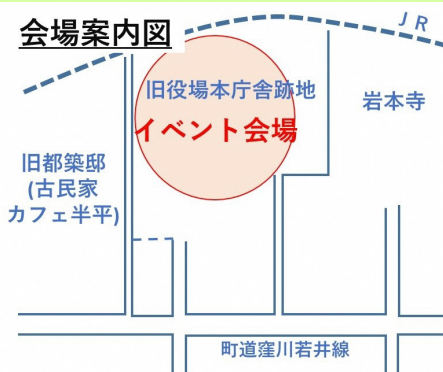 会場案内図
JR
旧役場本庁舎跡地
イベント会場
岩本寺
旧都築邸
(古民家
カフェ半平)
町道窪川若井線